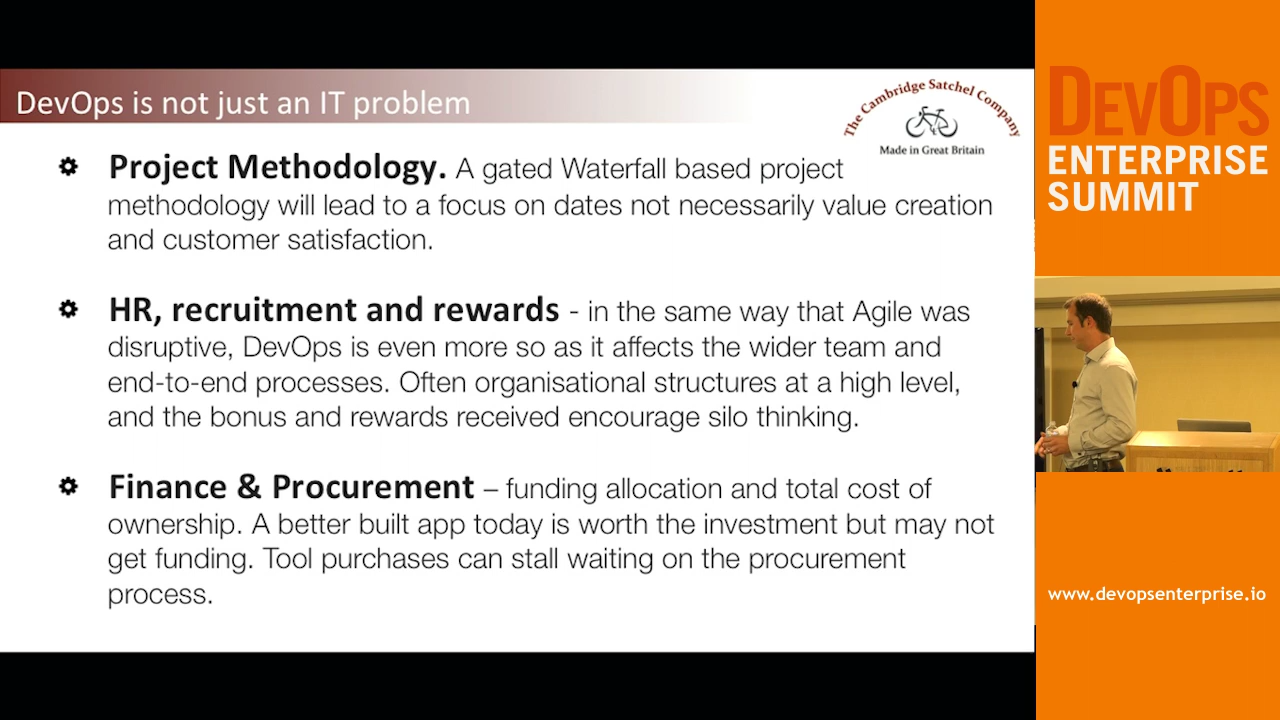 DevOps is not just an IT problem
The Cambridge Satchel Company
Made in Great Britain
Project Methodology. A gated Waterfall based project
methodology will lead to a focus on dates not necessarily value creation
and customer satisfaction.
HR, recruitment and rewards - in the same way that Agile was
disruptive, DevOps is even more so as it affects the wider team and
end-to-end processes. Often organisational structures at a high level,
and the bonus and rewards received encourage silo thinking.
Finance & Procurement – funding allocation and total cost of
ownership. A better built app today is worth the investment but may not
get funding. Tool purchases can stall waiting on the procurement
process.
DEVOPS
ENTERPRISE
SUMMIT
www.devopsenterprise.io